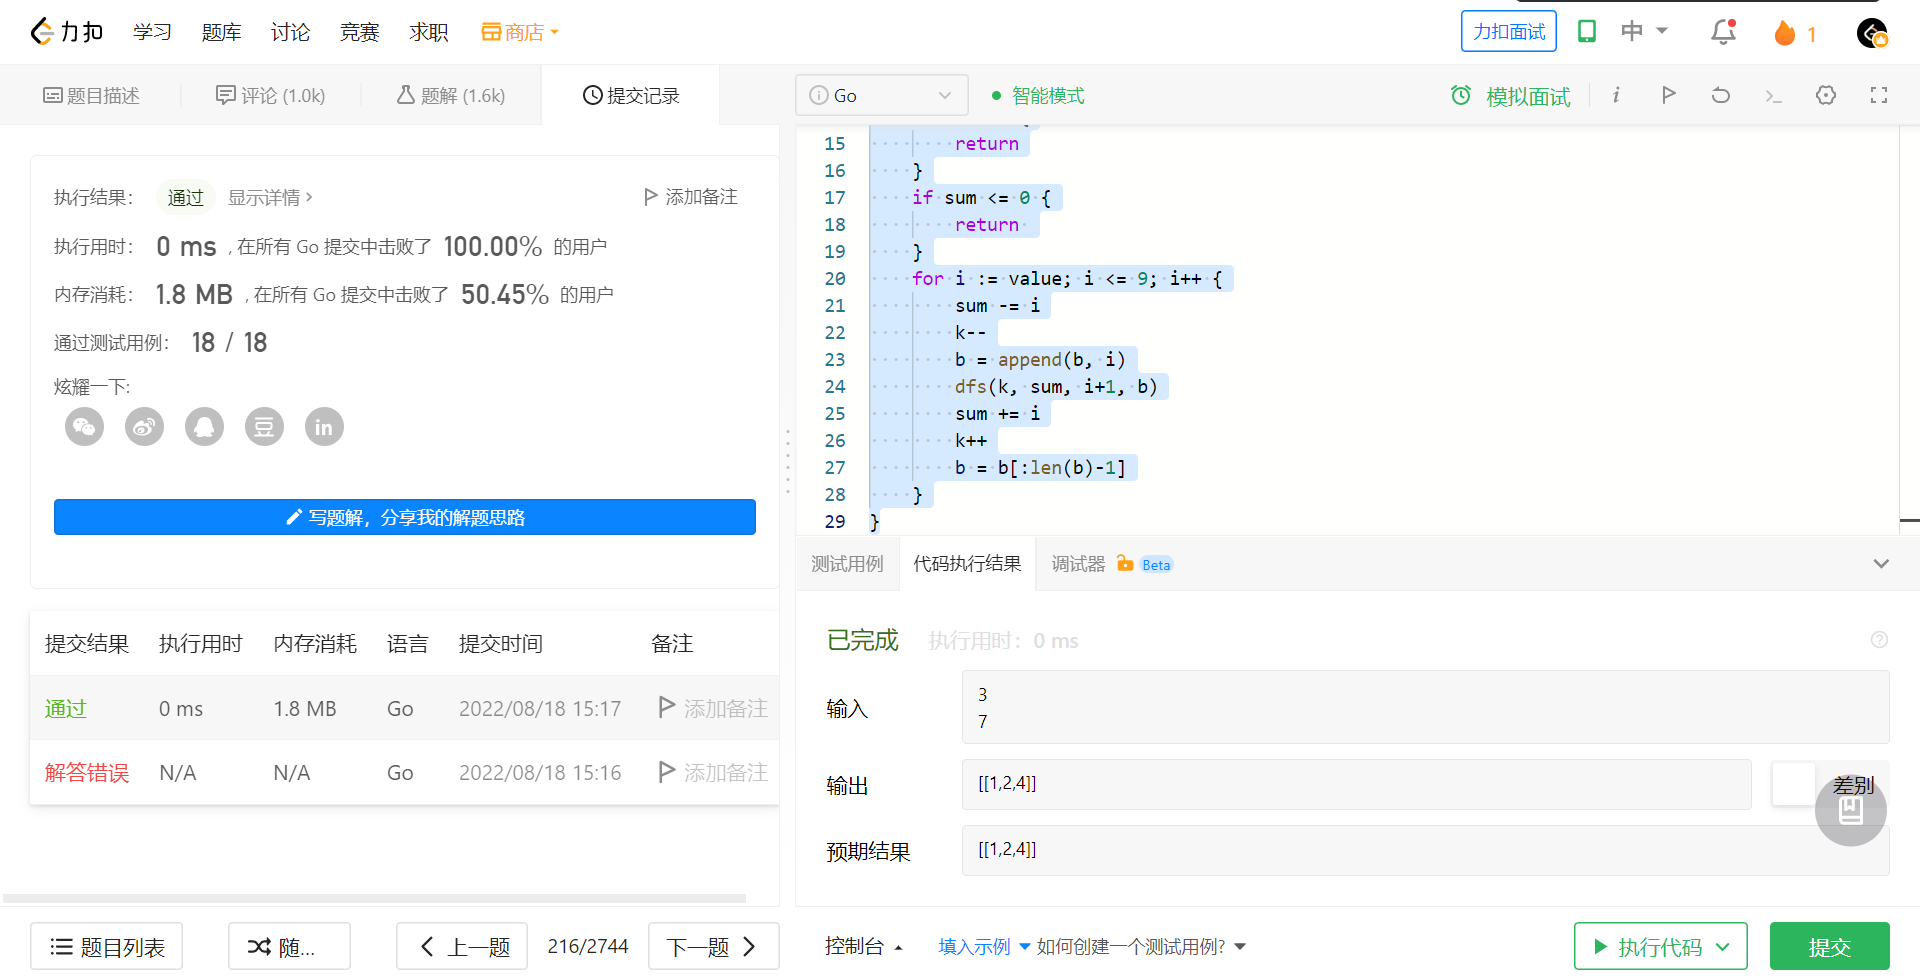 力扣 学习 题库 讨论 竞赛 求职 商店 力扣面试 中 1
题目描述 评论 (1.0k) 题解 (1.6k) 提交记录
Go 智能模式 模拟面试
执行结果： 通过 显示详情 > 添加备注
执行用时： 0 ms , 在所有 Go 提交中击败了 100.00% 的用户
内存消耗： 1.8 MB , 在所有 Go 提交中击败了 50.45% 的用户
通过测试用例： 18 / 18
炫耀一下:
写题解，分享我的解题思路
提交结果 执行用时 内存消耗 语言 提交时间 备注
通过 0 ms 1.8 MB Go 2022/08/18 15:17 添加备注
解答错误 N/A N/A Go 2022/08/18 15:16 添加备注
题目列表 随... 上一题 216/2744 下一题
15 return
16 }
17 if sum <= 0 {
18 return
19 }
20 for i := value; i <= 9; i++ {
21 sum -= i
22 k--
23 b = append(b, i)
24 dfs(k, sum, i+1, b)
25 sum += i
26 k++
27 b = b[:len(b)-1]
28 }
29 }
测试用例 代码执行结果 调试器 Beta
已完成 执行用时：0 ms
输入
3
7
输出 [[1,2,4]] 差别
预期结果 [[1,2,4]]
控制台 填入示例 如何创建一个测试用例? 执行代码 提交